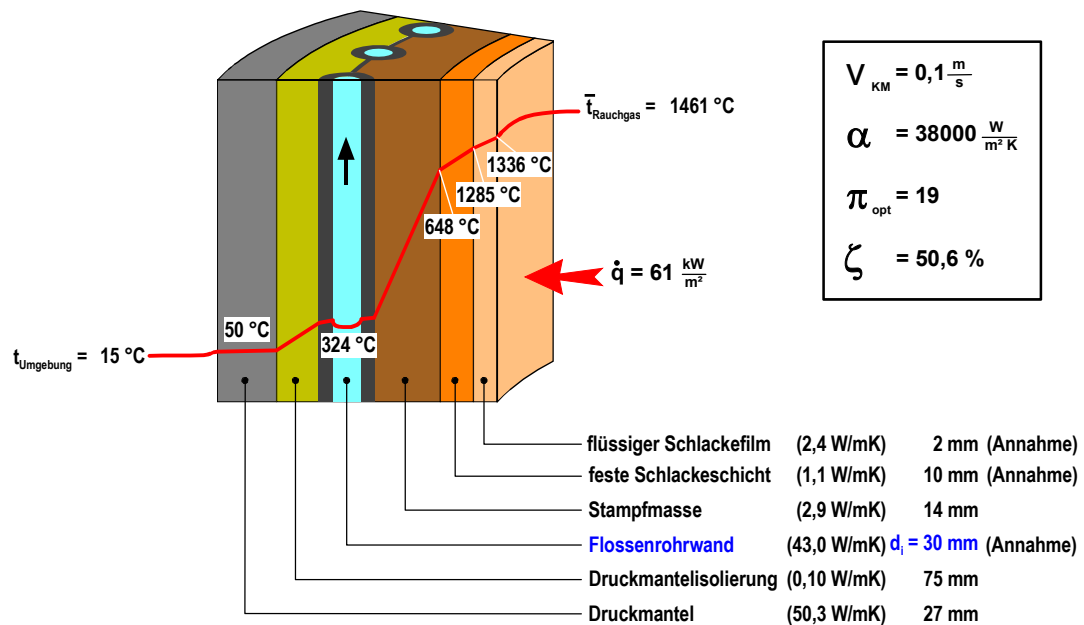 V KM = 0,1 m/s
t̅ Rauchgas = 1461 °C
α = 38000 W/m² K
1336 °C
1285 °C
π opt = 19
648 °C
ζ = 50,6 %
q̇ = 61 kW/m²
50 °C
324 °C
t Umgebung = 15 °C
flüssiger Schlackefilm (2,4 W/mK) 2 mm (Annahme)
feste Schlackeschicht (1,1 W/mK) 10 mm (Annahme)
Stampfmasse (2,9 W/mK) 14 mm
Flossenrohrwand (43,0 W/mK) di = 30 mm (Annahme)
Druckmantelisolierung (0,10 W/mK) 75 mm
Druckmantel (50,3 W/mK) 27 mm